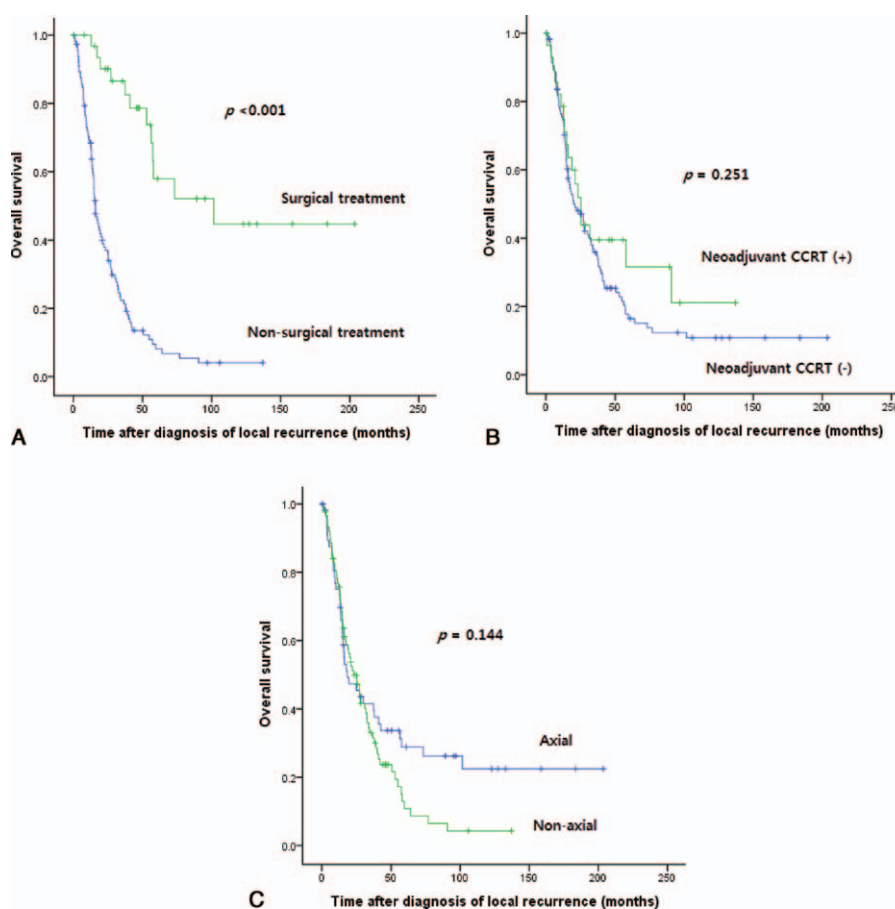 1.0
0.8
0.6
0.4
0.2
0.0
Overall survival
p <0.001
Surgical treatment
Non-surgical treatment
0 50 100 150 200 250
Time after diagnosis of local recurrence (months)
A
1.0
0.8
0.6
0.4
0.2
0.0
Overall survival
p = 0.251
Neoadjuvant CCRT (+)
Neoadjuvant CCRT (-)
0 50 100 150 200 250
Time after diagnosis of local recurrence (months)
B
1.0
0.8
0.6
0.4
0.2
0.0
Overall survival
p = 0.144
Axial
Non-axial
0 50 100 150 200 250
Time after diagnosis of local recurrence (months)
C